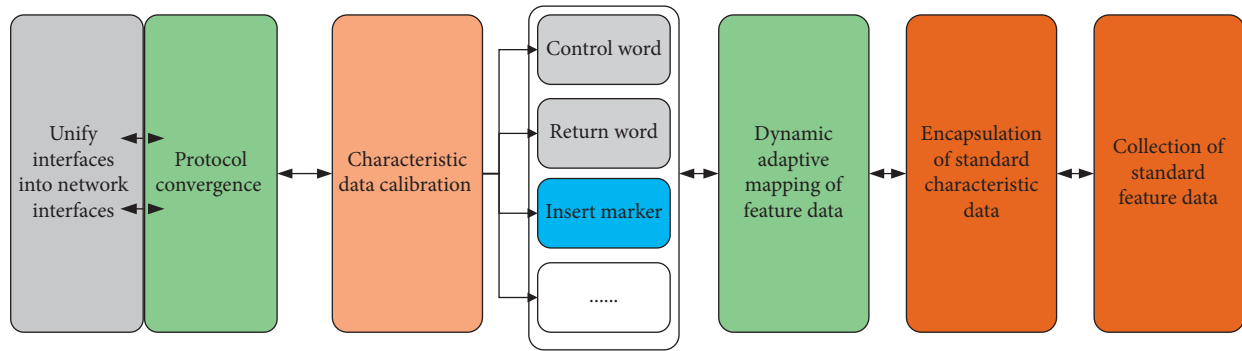 Unify
interfaces
into network
interfaces
Protocol
convergence
Characteristic
data calibration
Control word
Return word
Insert marker
......
Dynamic
adaptive
mapping of
feature data
Encapsulation
of standard
characteristic
data
Collection of
standard
feature data